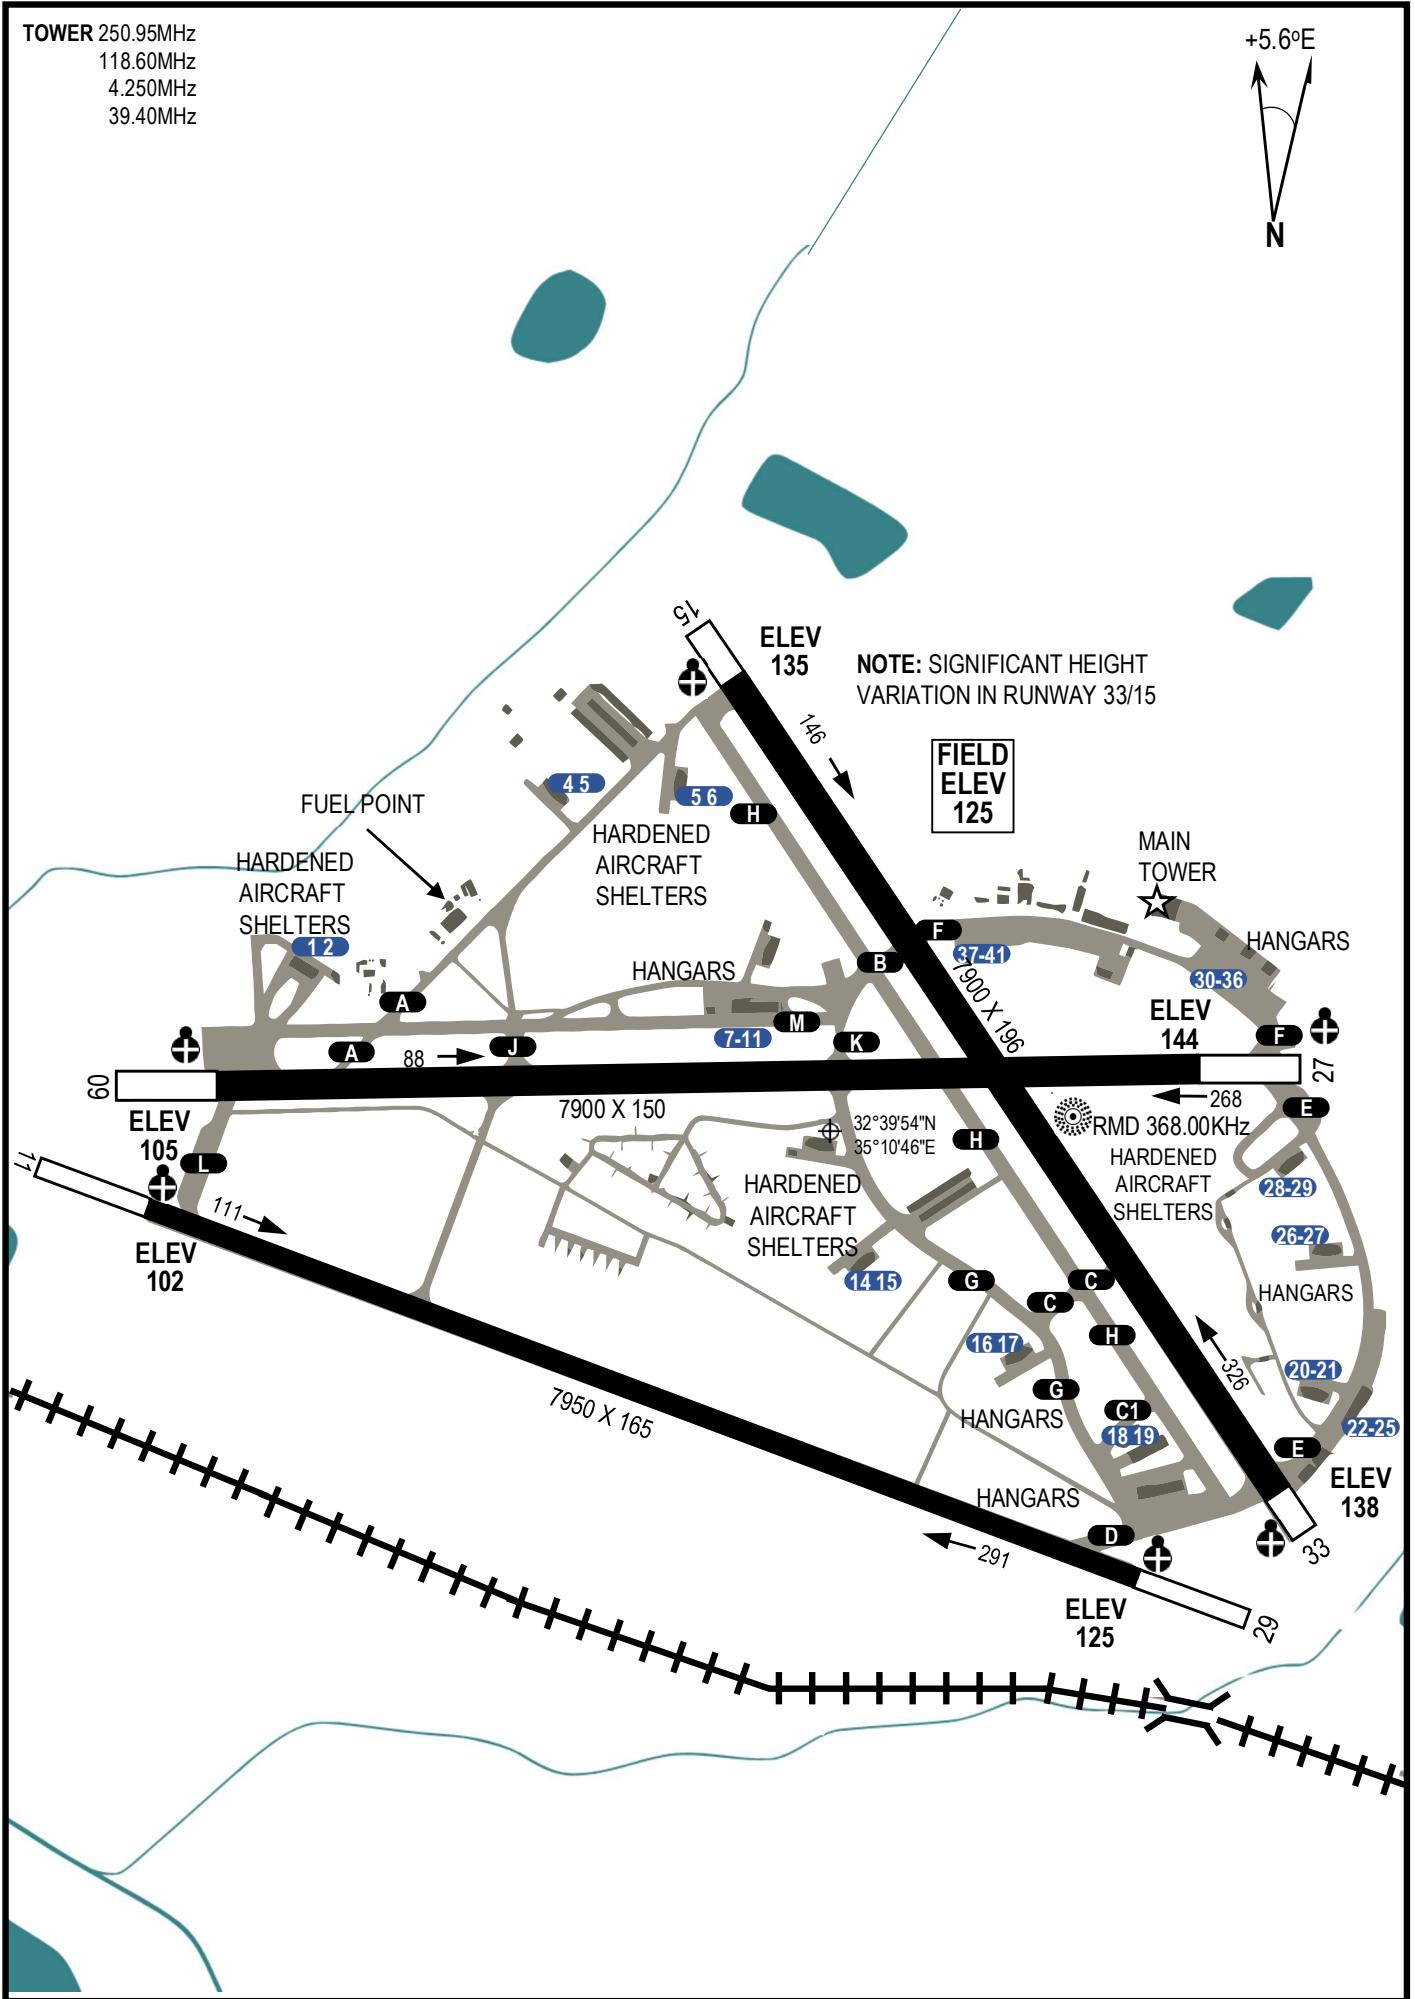 TOWER 250.95MHz
118.60MHz
4.250MHz
39.40MHz
+5.6ºE
N
15
ELEV
135
NOTE: SIGNIFICANT HEIGHT
VARIATION IN RUNWAY 33/15
146
FIELD
ELEV
125
4 5
5 6
H
FUEL POINT
HARDENED
AIRCRAFT
SHELTERS
HARDENED
AIRCRAFT
SHELTERS
MAIN
TOWER
1 2
F
37-41
HANGARS
B
HANGARS
30-36
A
7900 X 196
ELEV
144
M
7-11
K
F
A
88
J
09
27
7900 X 150
268
E
ELEV
105
32°39'54"N
35°10'46"E
H
RMD 368.00KHz
L
11
HARDENED
AIRCRAFT
SHELTERS
HARDENED
AIRCRAFT
SHELTERS
28-29
111
ELEV
102
26-27
14 15
G
C
C
HANGARS
H
16 17
326
20-21
G
7950 X 165
HANGARS
C1
18 19
22-25
E
ELEV
138
HANGARS
D
291
33
ELEV
125
29